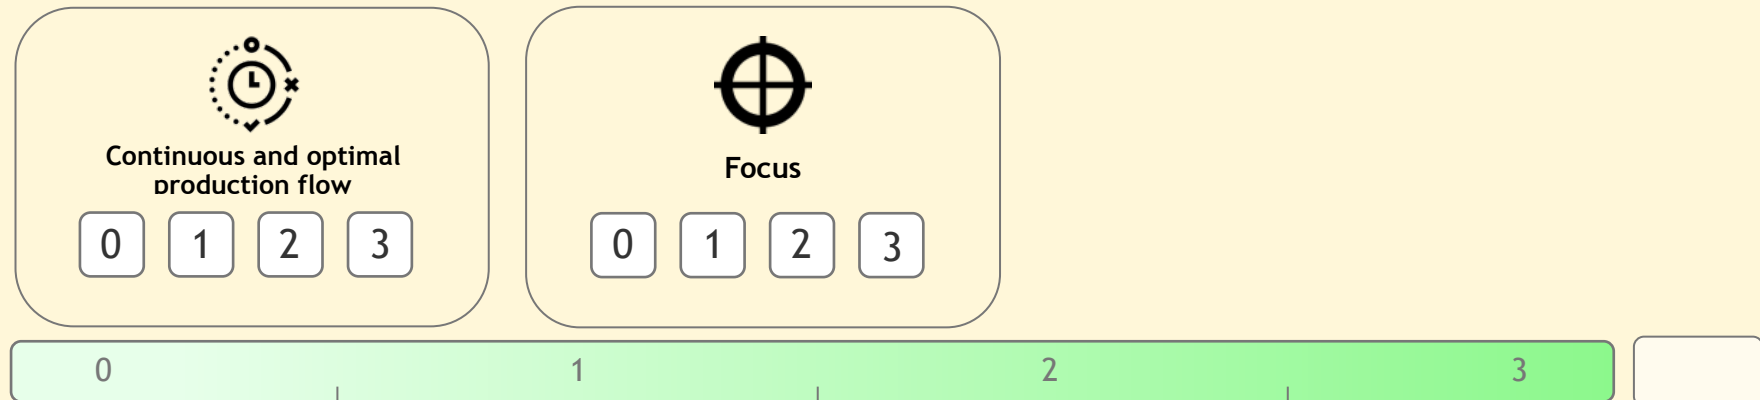 Continuous and optimal
production flow
0 1 2 3
Focus
0 1 2 3
0 1 2 3